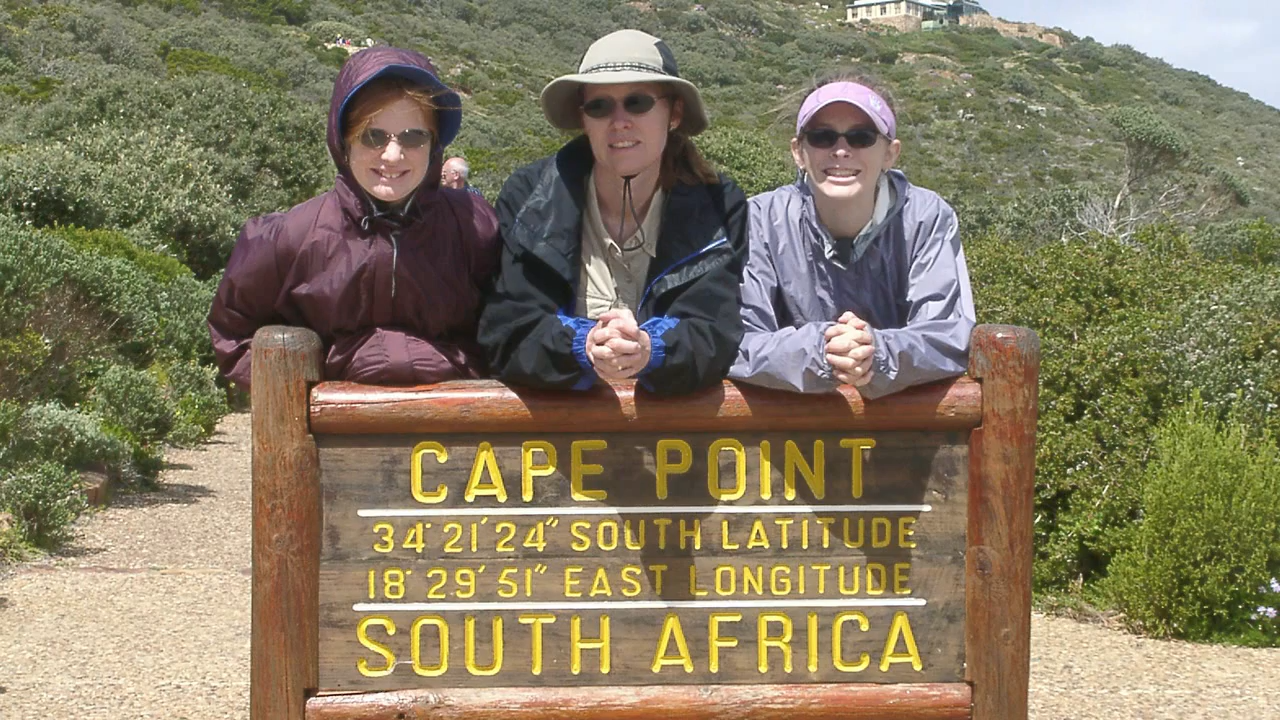 CAPE POINT
34° 21' 24" SOUTH LATITUDE
18° 29' 51" EAST LONGITUDE
SOUTH AFRICA